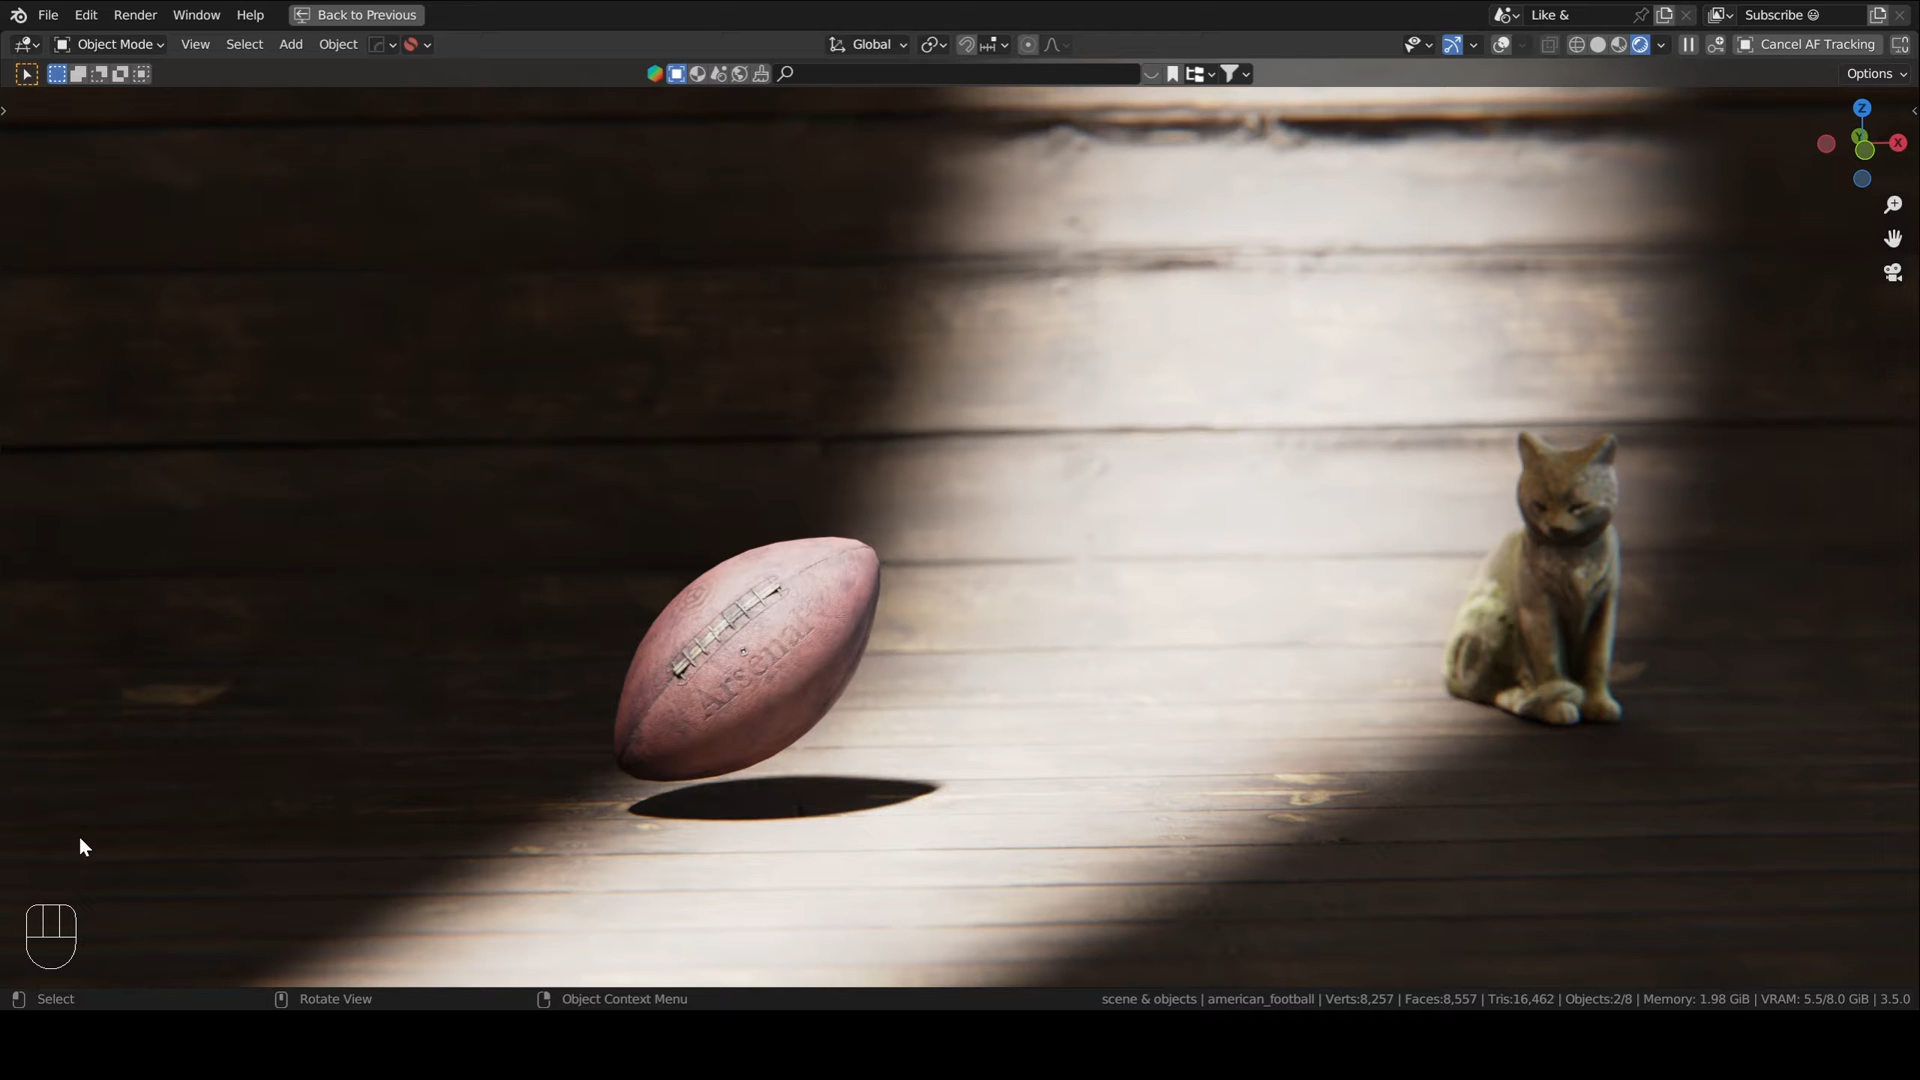 File Edit Render Window Help Back to Previous Like & Subscribe 😃
Object Mode View Select Add Object Global Cancel AF Tracking
Options
Z
Y
X
Arsenal
Select Rotate View Object Context Menu scene & objects | american_football | Verts:8,257 | Faces:8,557 | Tris:16,462 | Objects:2/8 | Memory: 1.98 GiB | VRAM: 5.5/8.0 GiB | 3.5.0